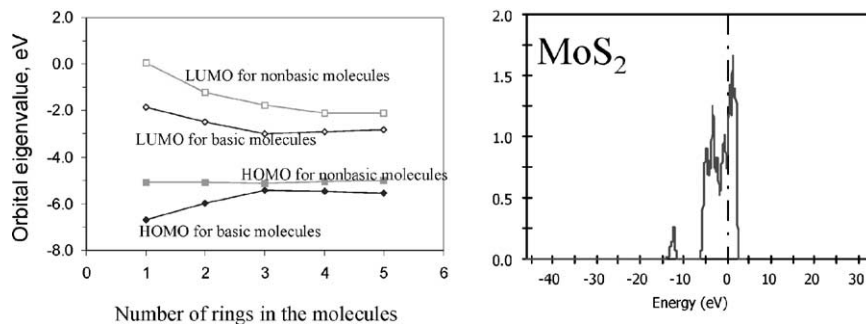 2.0
0.0
-2.0
-4.0
-6.0
-8.0
Orbital eigenvalue, eV
LUMO for nonbasic molecules
LUMO for basic molecules
HOMO for nonbasic molecules
HOMO for basic molecules
0 1 2 3 4 5 6
Number of rings in the molecules
MoS2
2.0
1.5
1.0
0.5
0.0
-40 -30 -20 -10 0 10 20 30
Energy (eV)